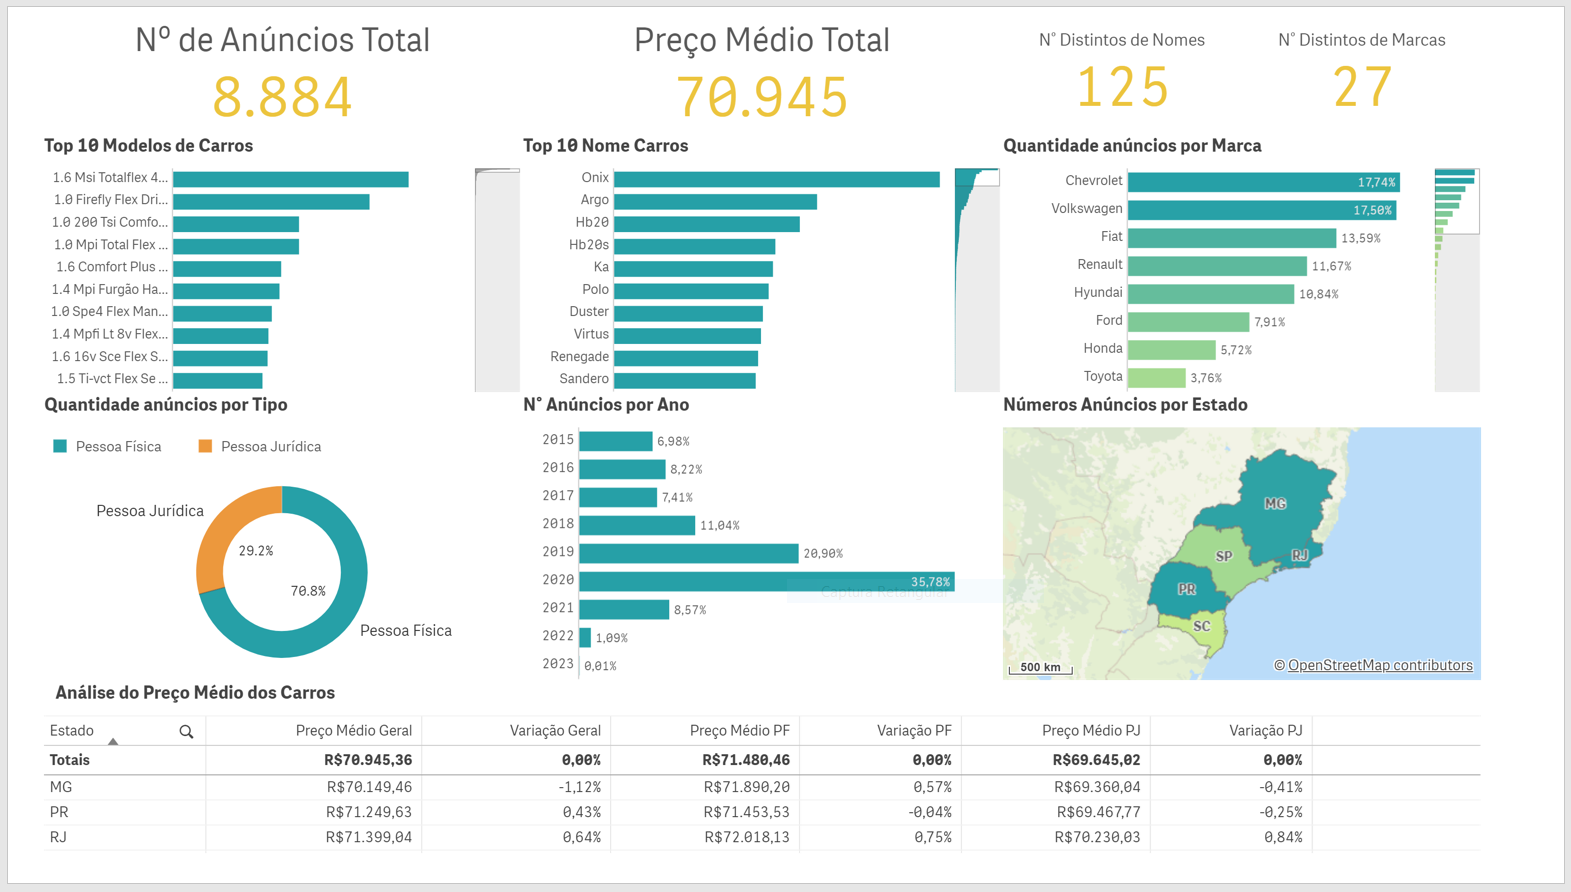 Nº de Anúncios Total
8.884
Preço Médio Total
70.945
N° Distintos de Nomes
125
N° Distintos de Marcas
27
Top 10 Modelos de Carros
1.6 Msi Totalflex 4...
1.0 Firefly Flex Dri...
1.0 200 Tsi Comfo...
1.0 Mpi Total Flex ...
1.6 Comfort Plus ...
1.4 Mpi Furgão Ha...
1.0 Spe4 Flex Man...
1.4 Mpfi Lt 8v Flex...
1.6 16v Sce Flex S...
1.5 Ti-vct Flex Se ...
Top 10 Nome Carros
Onix
Argo
Hb20
Hb20s
Ka
Polo
Duster
Virtus
Renegade
Sandero
Quantidade anúncios por Marca
Chevrolet 17,74%
Volkswagen 17,50%
Fiat 13,59%
Renault 11,67%
Hyundai 10,84%
Ford 7,91%
Honda 5,72%
Toyota 3,76%
Quantidade anúncios por Tipo
Pessoa Física Pessoa Jurídica
Pessoa Jurídica
29.2%
70.8%
Pessoa Física
N° Anúncios por Ano
2015 6,98%
2016 8,22%
2017 7,41%
2018 11,04%
2019 20,90%
2020 35,78%
Captura Retangular
2021 8,57%
2022 1,09%
2023 0,01%
Números Anúncios por Estado
MG
SP
RJ
PR
SC
500 km
© OpenStreetMap contributors
Análise do Preço Médio dos Carros
Estado Preço Médio Geral Variação Geral Preço Médio PF Variação PF Preço Médio PJ Variação PJ
Totais R$70.945,36 0,00% R$71.480,46 0,00% R$69.645,02 0,00%
MG R$70.149,46 -1,12% R$71.890,20 0,57% R$69.360,04 -0,41%
PR R$71.249,63 0,43% R$71.453,53 -0,04% R$69.467,77 -0,25%
RJ R$71.399,04 0,64% R$72.018,13 0,75% R$70.230,03 0,84%